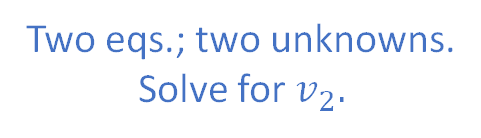 Two eqs.; two unknowns.
Solve for 𝑣₂.